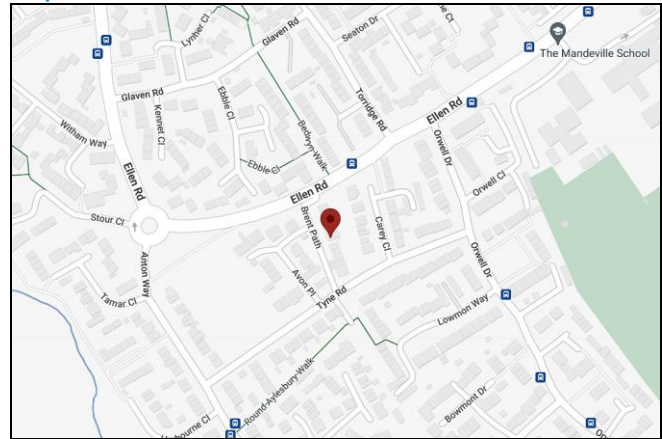 Lynher Cl
Glaven Rd
Seaton Dr
The Mandeville School
Glaven Rd
Kennet Cl
Ebble Cl
Torridge Rd
Ellen Rd
Witham Way
Bedwyn Walk
Orwell Dr
Ebble Cl
Ellen Rd
Ellen Rd
Orwell Cl
Stour Cl
Brent Path
Carey Cl
Orwell Dr
Anton Way
Avon Pl
Tyne Rd
Tamar Cl
Lowmon Way
Round Aylesbury Walk
Bowmont Dr